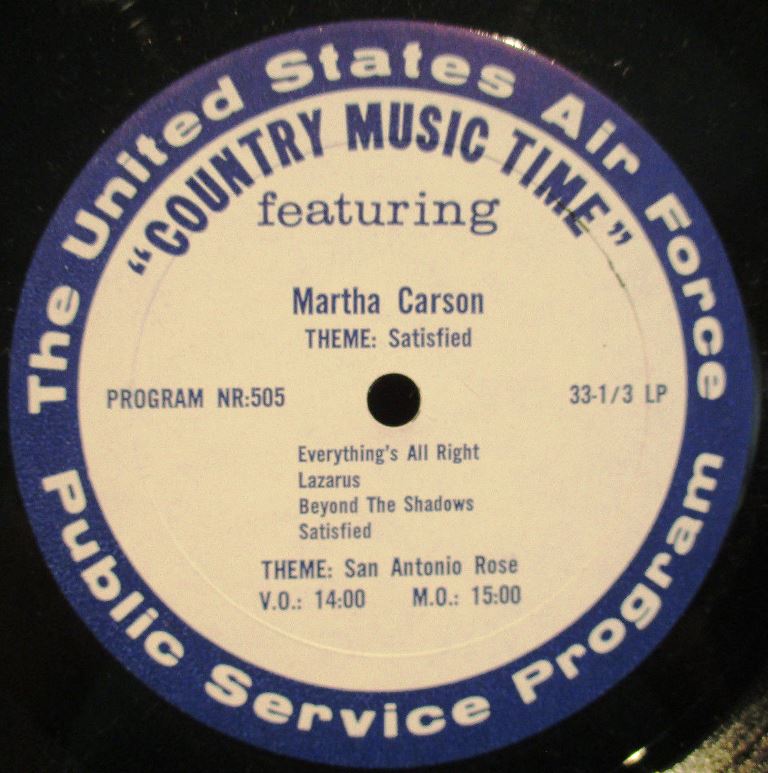 The United States Air Force
"COUNTRY MUSIC TIME"
featuring
Martha Carson
THEME: Satisfied
PROGRAM NR:505
33-1/3 LP
Everything's All Right
Lazarus
Beyond The Shadows
Satisfied
THEME: San Antonio Rose
V.O.: 14:00 M.O.: 15:00
Public Service Program